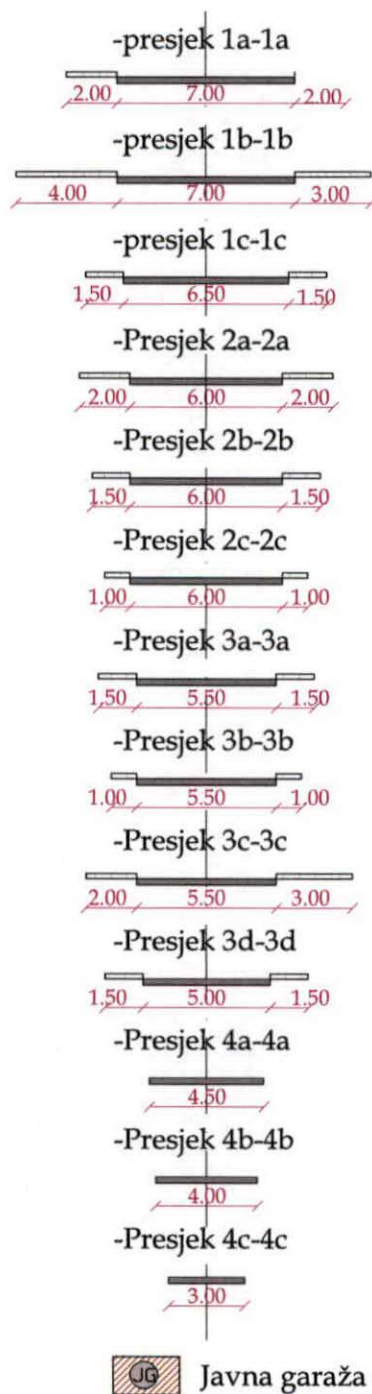 -presjek 1a-1a
2.00 7.00 2.00
-presjek 1b-1b
4.00 7.00 3.00
-presjek 1c-1c
1,50 6.50 1.50
-Presjek 2a-2a
2.00 6.00 2.00
-Presjek 2b-2b
1.50 6.00 1.50
-Presjek 2c-2c
1.00 6.00 1.00
-Presjek 3a-3a
1.50 5.50 1.50
-Presjek 3b-3b
1.00 5.50 1.00
-Presjek 3c-3c
2.00 5.50 3.00
-Presjek 3d-3d
1.50 5.00 1.50
-Presjek 4a-4a
4.50
-Presjek 4b-4b
4.00
-Presjek 4c-4c
3.00
JG Javna garaža